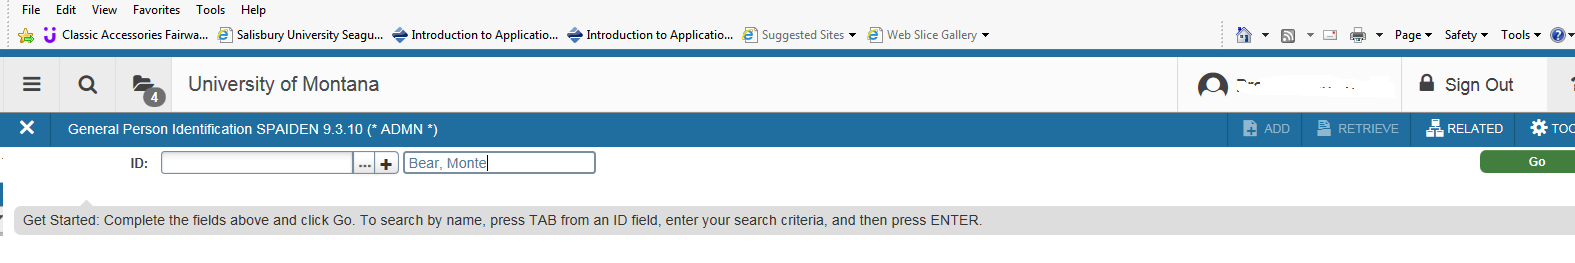 File Edit View Favorites Tools Help
Classic Accessories Fairwa... Salisbury University Seagu... Introduction to Applicatio... Introduction to Applicatio... Suggested Sites Web Slice Gallery Page Safety Tools
4 University of Montana Sign Out
General Person Identification SPAIDEN 9.3.10 (* ADMN *) ADD RETRIEVE RELATED TOO
ID: ... Bear, Monte Go
Get Started: Complete the fields above and click Go. To search by name, press TAB from an ID field, enter your search criteria, and then press ENTER.